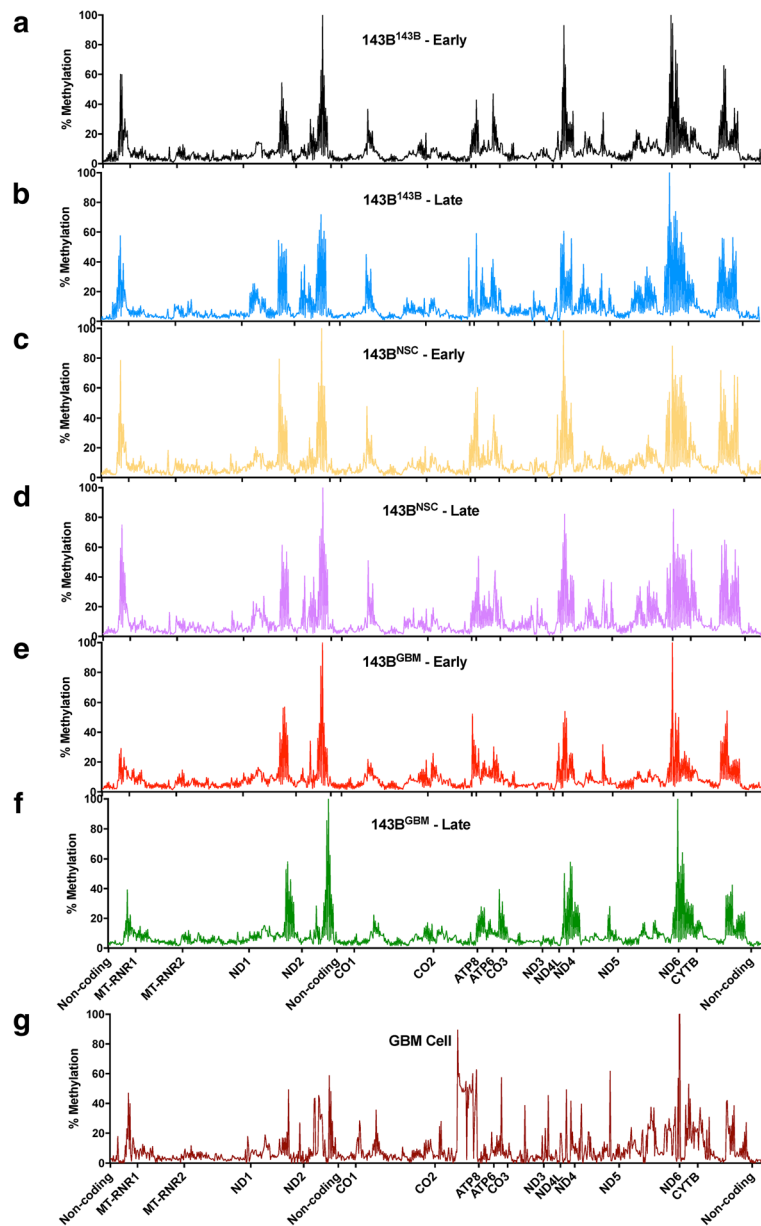 a
143B143B - Early
% Methylation
100
80
60
40
20
0
b
143B143B - Late
% Methylation
100
80
60
40
20
0
c
143BNSC - Early
% Methylation
100
80
60
40
20
0
d
143BNSC - Late
% Methylation
100
80
60
40
20
0
e
143BGBM - Early
% Methylation
100
80
60
40
20
0
f
143BGBM - Late
% Methylation
100
80
60
40
20
0
Non-coding
MT-RNR1
MT-RNR2
ND1
ND2
Non-coding
CO1
CO2
ATP8
ATP6
CO3
ND3
ND4L
ND4
ND5
ND6
CYTB
Non-coding
g
GBM Cell
% Methylation
100
80
60
40
20
0
Non-coding
MT-RNR1
MT-RNR2
ND1
ND2
Non-coding
CO1
CO2
ATP8
ATP6
CO3
ND3
ND4L
ND4
ND5
ND6
CYTB
Non-coding